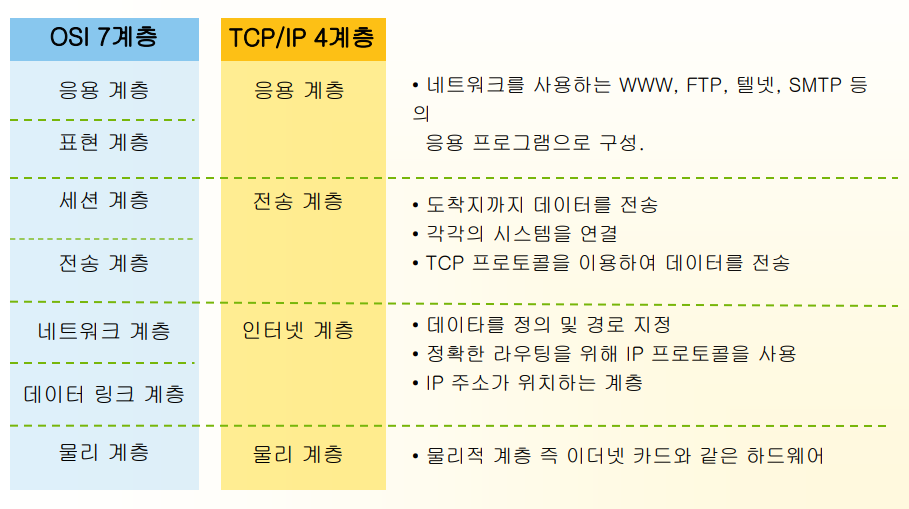 OSI 7계층
TCP/IP 4계층
응용 계층
응용 계층
• 네트워크를 사용하는 WWW, FTP, 텔넷, SMTP 등
의
응용 프로그램으로 구성.
표현 계층
세션 계층
전송 계층
• 도착지까지 데이터를 전송
• 각각의 시스템을 연결
• TCP 프로토콜을 이용하여 데이터를 전송
전송 계층
네트워크 계층
인터넷 계층
• 데이타를 정의 및 경로 지정
• 정확한 라우팅을 위해 IP 프로토콜을 사용
• IP 주소가 위치하는 계층
데이터 링크 계층
물리 계층
물리 계층
• 물리적 계층 즉 이더넷 카드와 같은 하드웨어